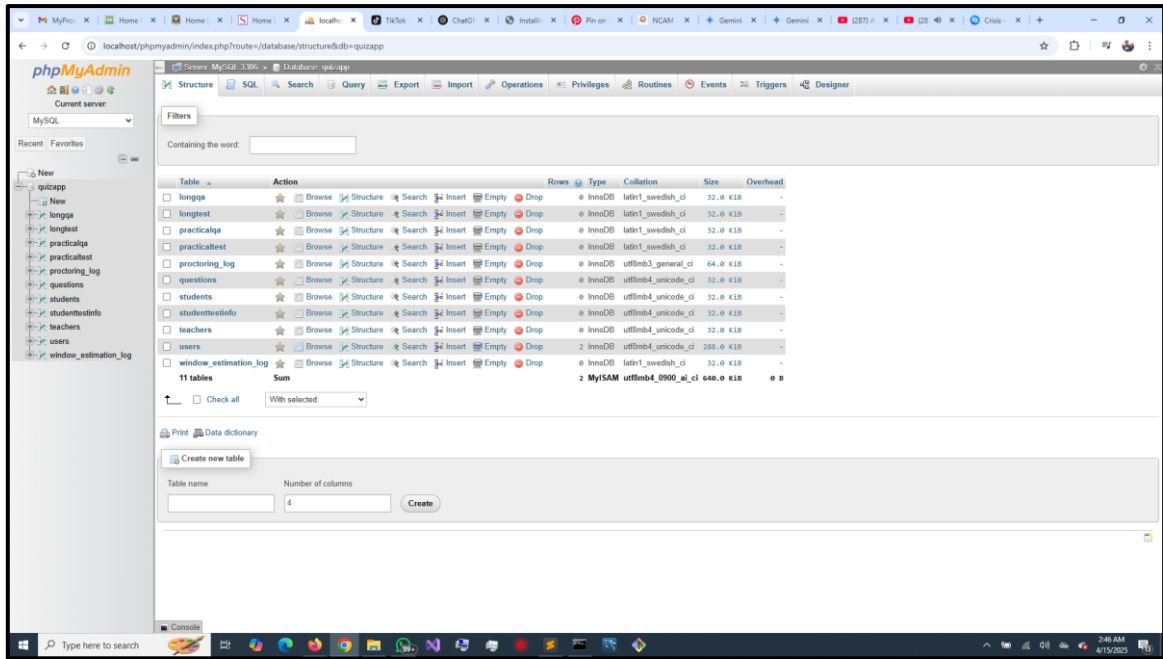 MyProc
Home
Home
Home
localho
TikTok
ChatGP
Installin
Pin on
NCAM
Gemini
Gemini
(287) A
(28
Crisis -
localhost/phpmyadmin/index.php?route=/database/structure&db=quizapp
phpMyAdmin
Current server:
MySQL
Recent Favorites
New
quizapp
New
longqa
longtest
practicalqa
practicaltest
proctoring_log
questions
students
studenttestinfo
teachers
users
window_estimation_log
Server: MySQL:3306 » Database: quizapp
Structure SQL Search Query Export Import Operations Privileges Routines Events Triggers Designer
Filters
Containing the word:
Table Action Rows Type Collation Size Overhead
longqa Browse Structure Search Insert Empty Drop 0 InnoDB latin1_swedish_ci 32.0 KiB -
longtest Browse Structure Search Insert Empty Drop 0 InnoDB latin1_swedish_ci 32.0 KiB -
practicalqa Browse Structure Search Insert Empty Drop 0 InnoDB latin1_swedish_ci 32.0 KiB -
practicaltest Browse Structure Search Insert Empty Drop 0 InnoDB latin1_swedish_ci 32.0 KiB -
proctoring_log Browse Structure Search Insert Empty Drop 0 InnoDB utf8mb3_general_ci 64.0 KiB -
questions Browse Structure Search Insert Empty Drop 0 InnoDB utf8mb4_unicode_ci 32.0 KiB -
students Browse Structure Search Insert Empty Drop 0 InnoDB utf8mb4_unicode_ci 32.0 KiB -
studenttestinfo Browse Structure Search Insert Empty Drop 0 InnoDB utf8mb4_unicode_ci 32.0 KiB -
teachers Browse Structure Search Insert Empty Drop 0 InnoDB utf8mb4_unicode_ci 32.0 KiB -
users Browse Structure Search Insert Empty Drop 2 InnoDB utf8mb4_unicode_ci 288.0 KiB -
window_estimation_log Browse Structure Search Insert Empty Drop 0 InnoDB latin1_swedish_ci 32.0 KiB -
11 tables Sum 2 MyISAM utf8mb4_0900_ai_ci 640.0 KiB 0 B
Check all With selected:
Print Data dictionary
Create new table
Table name Number of columns
4 Create
Console
Type here to search
99+
2:46 AM
4/15/2025